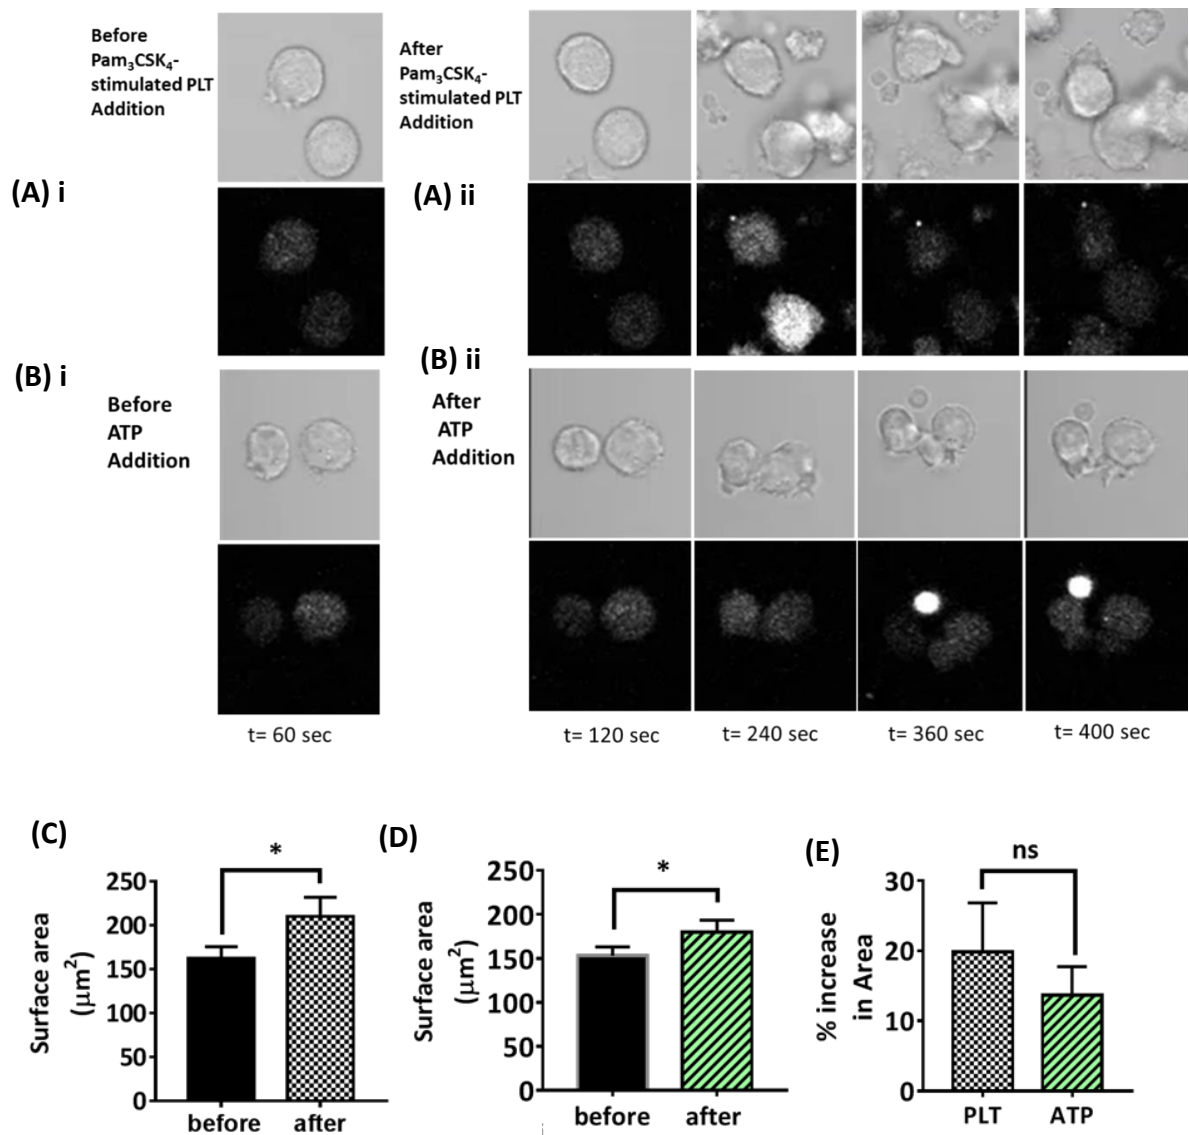 Before
Pam₃CSK₄-
stimulated PLT
Addition
After
Pam₃CSK₄-
stimulated PLT
Addition
(A) i
(A) ii
(B) i
Before
ATP
Addition
(B) ii
After
ATP
Addition
t= 60 sec
t= 120 sec
t= 240 sec
t= 360 sec
t= 400 sec
(C)
*
Surface area
(μm²)
250
200
150
100
50
0
before
after
(D)
*
Surface area
(μm²)
250
200
150
100
50
0
before
after
(E)
ns
% increase
in Area
30
20
10
0
PLT
ATP